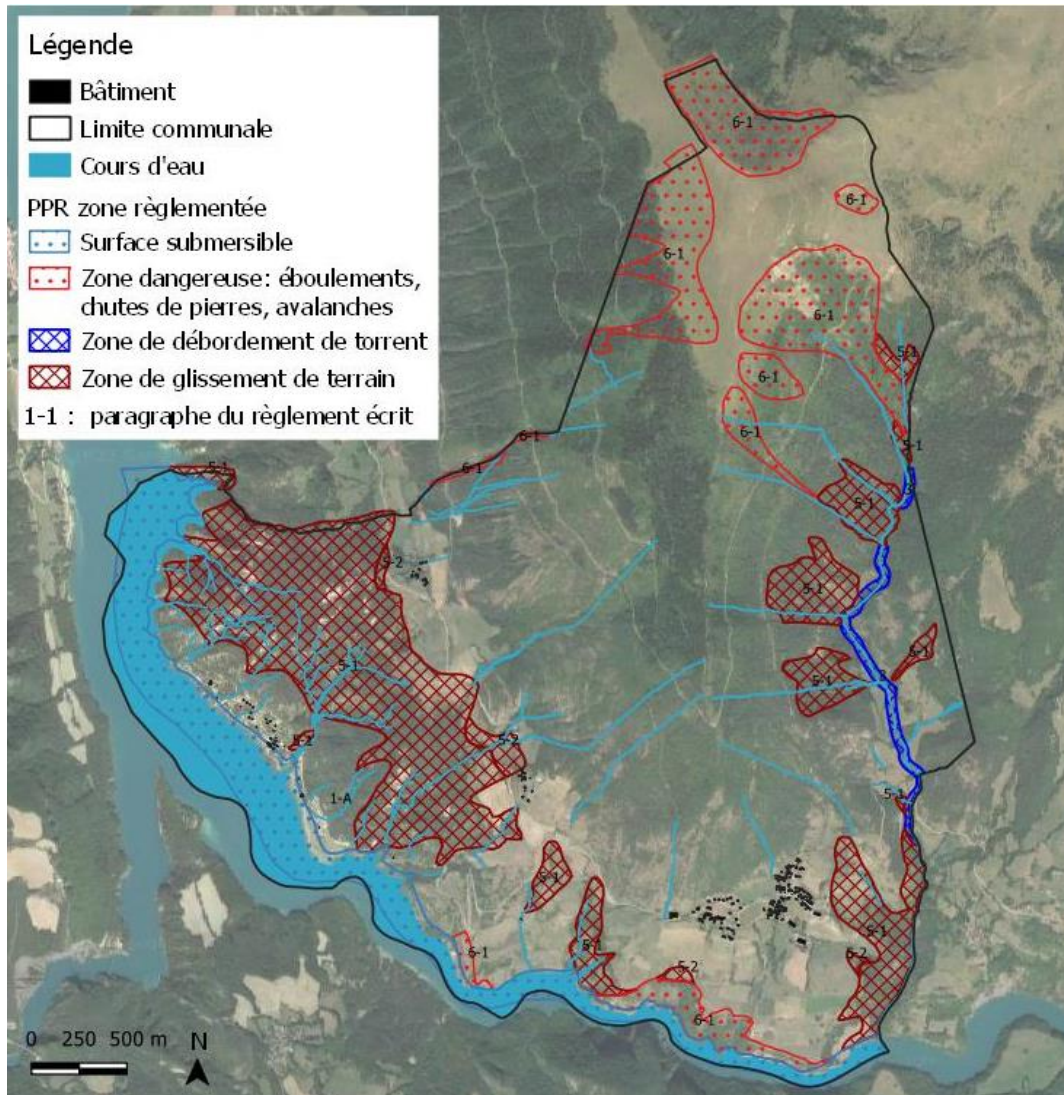 Légende
Bâtiment
Limite communale
Cours d'eau
PPR zone règlementée
Surface submersible
Zone dangereuse: éboulements,
chutes de pierres, avalanches
Zone de débordement de torrent
Zone de glissement de terrain
1-1 : paragraphe du règlement écrit
6-1
6-1
6-1
6-1
5-1
6-1
6-1
5-1
6-1
6-1
5-1
3
5-1
5-2
5-1
5-1
5-1
5-1
3
5-2
5-2
1-A
5-1
5-1
5-1
5-1
6-1
5-2
6-2
6-1
0 250 500 m
N